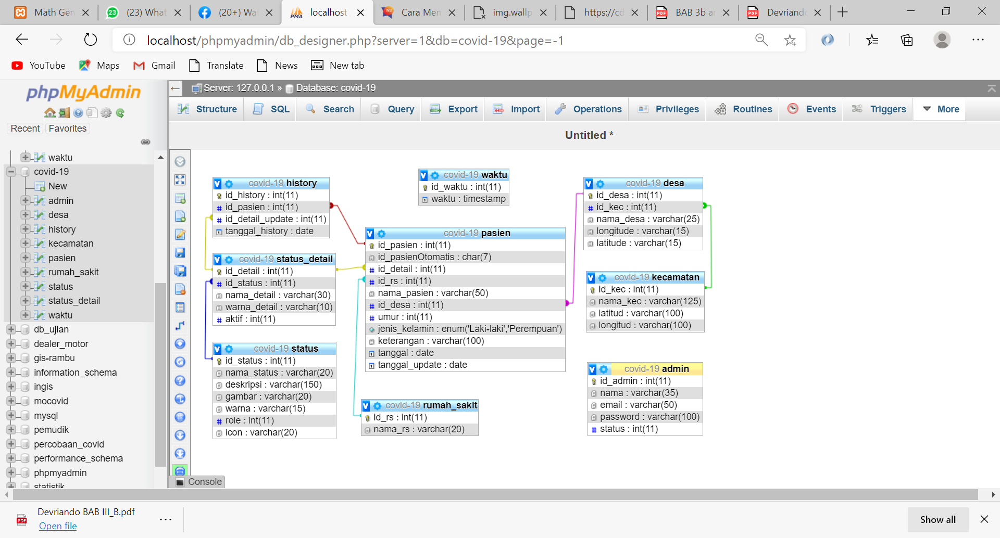 Math Gen
(23) What
(20+) Wat
localhost
Cara Men
img.wallp
https://cd
BAB 3b a
Devriando
localhost/phpmyadmin/db_designer.php?server=1&db=covid-19&page=-1
YouTube
Maps
Gmail
Translate
News
New tab
phpMyAdmin
Recent
Favorites
waktu
covid-19
New
admin
desa
history
kecamatan
pasien
rumah_sakit
status
status_detail
waktu
db_ujian
dealer_motor
gis-rambu
information_schema
ingis
mocovid
mysql
pemudik
percobaan_covid
performance_schema
phpmyadmin
statistik
Server: 127.0.0.1 » Database: covid-19
Structure
SQL
Search
Query
Export
Import
Operations
Privileges
Routines
Events
Triggers
More
Untitled *
covid-19 history
id_history : int(11)
id_pasien : int(11)
id_detail_update : int(11)
tanggal_history : date
covid-19 status_detail
id_detail : int(11)
id_status : int(11)
nama_detail : varchar(30)
warna_detail : varchar(10)
aktif : int(11)
covid-19 status
id_status : int(11)
nama_status : varchar(20)
deskripsi : varchar(150)
gambar : varchar(20)
warna : varchar(15)
role : int(11)
icon : varchar(20)
covid-19 waktu
id_waktu : int(11)
waktu : timestamp
covid-19 pasien
id_pasien : int(11)
id_pasienOtomatis : char(7)
id_detail : int(11)
id_rs : int(11)
nama_pasien : varchar(50)
id_desa : int(11)
umur : int(11)
jenis_kelamin : enum('Laki-laki','Perempuan')
keterangan : varchar(100)
tanggal : date
tanggal_update : date
covid-19 rumah_sakit
id_rs : int(11)
nama_rs : varchar(20)
covid-19 desa
id_desa : int(11)
id_kec : int(11)
nama_desa : varchar(25)
longitude : varchar(15)
latitude : varchar(15)
covid-19 kecamatan
id_kec : int(11)
nama_kec : varchar(125)
latitud : varchar(100)
longitud : varchar(100)
covid-19 admin
id_admin : int(11)
nama : varchar(35)
email : varchar(50)
password : varchar(100)
status : int(11)
Console
Devriando BAB III_B.pdf
Open file
Show all